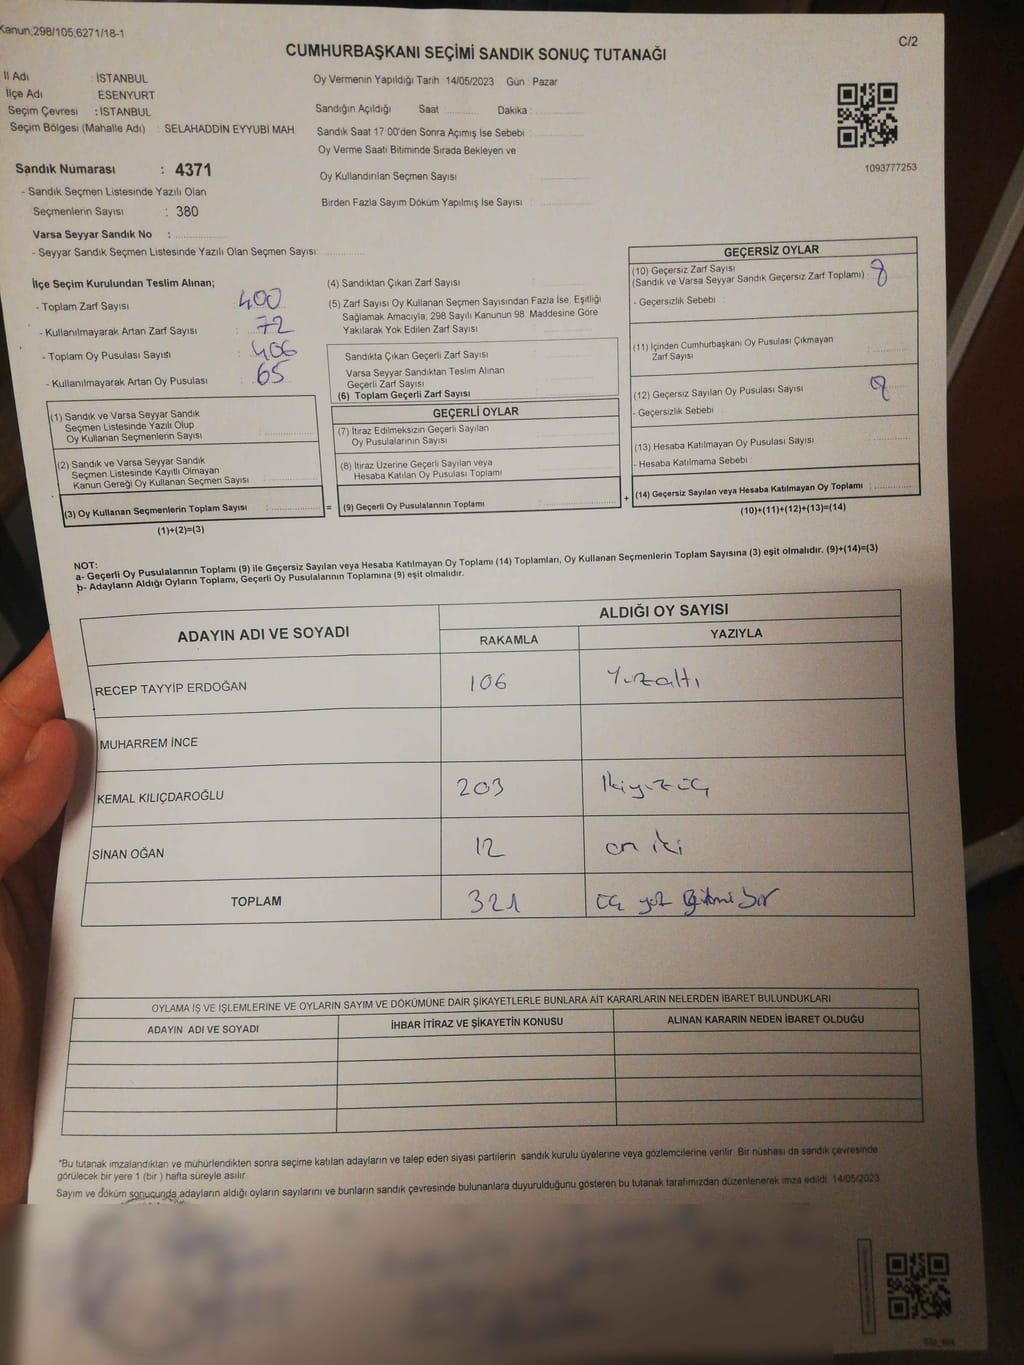 Kanun,298/105,6271/18-1
C/2
CUMHURBAŞKANI SEÇİMİ SANDIK SONUÇ TUTANAĞI
İl Adı : İSTANBUL
İlçe Adı : ESENYURT
Seçim Çevresi : İSTANBUL
Seçim Bölgesi (Mahalle Adı) : SELAHADDİN EYYUBİ MAH
Sandık Numarası : 4371
- Sandık Seçmen Listesinde Yazılı Olan
Seçmenlerin Sayısı : 380
Varsa Seyyar Sandık No :
- Seyyar Sandık Seçmen Listesinde Yazılı Olan Seçmen Sayısı:
Oy Vermenin Yapıldığı Tarih 14/05/2023 Gün : Pazar
Sandığın Açıldığı Saat Dakika :
Sandık Saat 17:00'den Sonra Açımış İse Sebebi :
Oy Verme Saati Bitiminde Sırada Bekleyen ve
Oy Kullandırılan Seçmen Sayısı
Birden Fazla Sayım Döküm Yapılmış İse Sayısı :
1093777253
İlçe Seçim Kurulundan Teslim Alınan;
- Toplam Zarf Sayısı : 400
- Kullanılmayarak Artan Zarf Sayısı : 72
- Toplam Oy Pusulası Sayısı : 406
- Kullanılmayarak Artan Oy Pusulası : 65
(1) Sandık ve Varsa Seyyar Sandık
Seçmen Listesinde Yazılı Olup
Oy Kullanan Seçmenlerin Sayısı :
(2) Sandık ve Varsa Seyyar Sandık
Seçmen Listesinde Kayıtlı Olmayan
Kanun Gereği Oy Kullanan Seçmen Sayısı
(3) Oy Kullanan Seçmenlerin Toplam Sayısı :
(1)+(2)=(3)
=
(4) Sandıktan Çıkan Zarf Sayısı
(5) Zarf Sayısı Oy Kullanan Seçmen Sayısından Fazla İse, Eşitliği
Sağlamak Amacıyla, 298 Sayılı Kanunun 98. Maddesine Göre
Yakılarak Yok Edilen Zarf Sayısı
Sandıkta Çıkan Geçerli Zarf Sayısı
Varsa Seyyar Sandıktan Teslim Alınan
Geçerli Zarf Sayısı
(6) Toplam Geçerli Zarf Sayısı
GEÇERLİ OYLAR
(7) İtiraz Edilmeksizin Geçerli Sayılan
Oy Pusulalarının Sayısı
(8) İtiraz Üzerine Geçerli Sayılan veya
Hesaba Katılan Oy Pusulası Toplamı
(9) Geçerli Oy Pusulalarının Toplamı
+
GEÇERSİZ OYLAR
(10) Geçersiz Zarf Sayısı
(Sandık ve Varsa Seyyar Sandık Geçersiz Zarf Toplamı) : 8
- Geçersizlik Sebebi :
(11) İçinden Cumhurbaşkanı Oy Pusulası Çıkmayan
Zarf Sayısı
(12) Geçersiz Sayılan Oy Pusulası Sayısı
- Geçersizlik Sebebi
(13) Hesaba Katılmayan Oy Pusulası Sayısı
- Hesaba Katılmama Sebebi :
(14) Geçersiz Sayılan veya Hesaba Katılmayan Oy Toplamı :
(10)+(11)+(12)+(13)=(14)
NOT:
a- Geçerli Oy Pusulalarının Toplamı (9) ile Geçersiz Sayılan veya Hesaba Katılmayan Oy Toplamı (14) Toplamları, Oy Kullanan Seçmenlerin Toplam Sayısına (3) eşit olmalıdır. (9)+(14)=(3)
b- Adayların Aldığı Oyların Toplamı, Geçerli Oy Pusulalarının Toplamına (9) eşit olmalıdır.
ADAYIN ADI VE SOYADI
ALDIĞI OY SAYISI
RAKAMLA YAZIYLA
RECEP TAYYİP ERDOĞAN 106 Yüzaltı
MUHARREM İNCE
KEMAL KILIÇDAROĞLU 203 İkiyüzüç
SİNAN OĞAN 12 on iki
TOPLAM 321 üç yüz yirmi bir
OYLAMA İŞ VE İŞLEMLERİNE VE OYLARIN SAYIM VE DÖKÜMÜNE DAİR ŞİKAYETLERLE BUNLARA AİT KARARLARIN NELERDEN İBARET BULUNDUKLARI
ADAYIN ADI VE SOYADI İHBAR İTİRAZ VE ŞİKAYETİN KONUSU ALINAN KARARIN NEDEN İBARET OLDUĞU
*Bu tutanak imzalandıktan ve mühürlendikten sonra seçime katılan adayların ve talep eden siyasi partilerin sandık kurulu üyelerine veya gözlemcilerine verilir. Bir nüshası da sandık çevresinde
görülecek bir yere 1 (bir) hafta süreyle asılır.
Sayım ve döküm sonucunda adayların aldığı oyların sayılarını ve bunların sandık çevresinde bulunanlara duyurulduğunu gösteren bu tutanak tarafımızdan düzenlenerek imza edildi. 14/05/2023